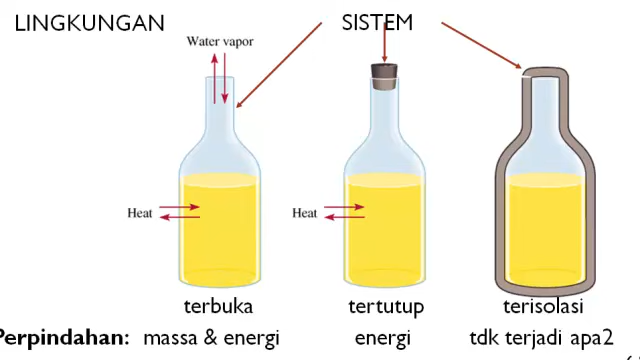 LINGKUNGAN
SISTEM
Water vapor
Heat
Heat
terbuka
tertutup
terisolasi
Perpindahan: massa & energi
energi
tdk terjadi apa2